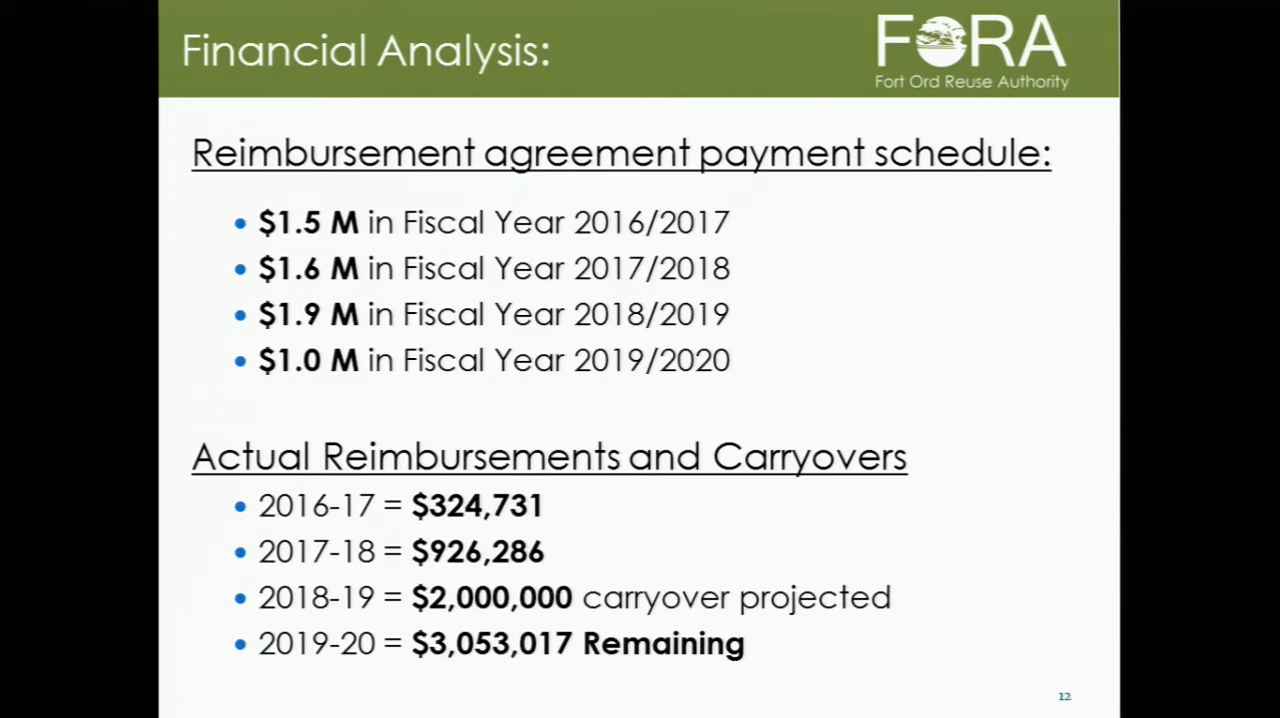 Financial Analysis:
FORA
Fort Ord Reuse Authority
Reimbursement agreement payment schedule:
• $1.5 M in Fiscal Year 2016/2017
• $1.6 M in Fiscal Year 2017/2018
• $1.9 M in Fiscal Year 2018/2019
• $1.0 M in Fiscal Year 2019/2020
Actual Reimbursements and Carryovers
• 2016-17 = $324,731
• 2017-18 = $926,286
• 2018-19 = $2,000,000 carryover projected
• 2019-20 = $3,053,017 Remaining
12